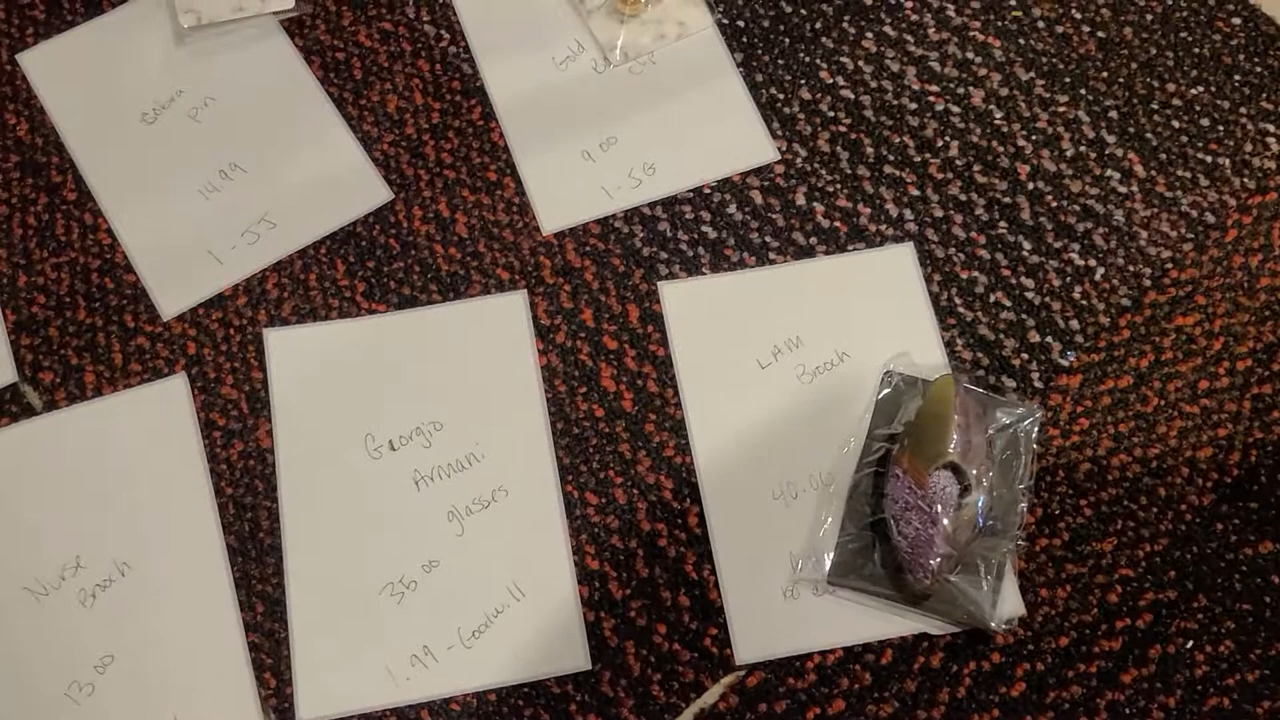 Cobra
Pin
14.99
1 - JJ
Gold
Clip
9.00
1 - SG
Giorgio
Armani
glasses
35.00
1.99 - Goodwill
LAM
Brooch
40.00
Nurse
Brooch
13.00